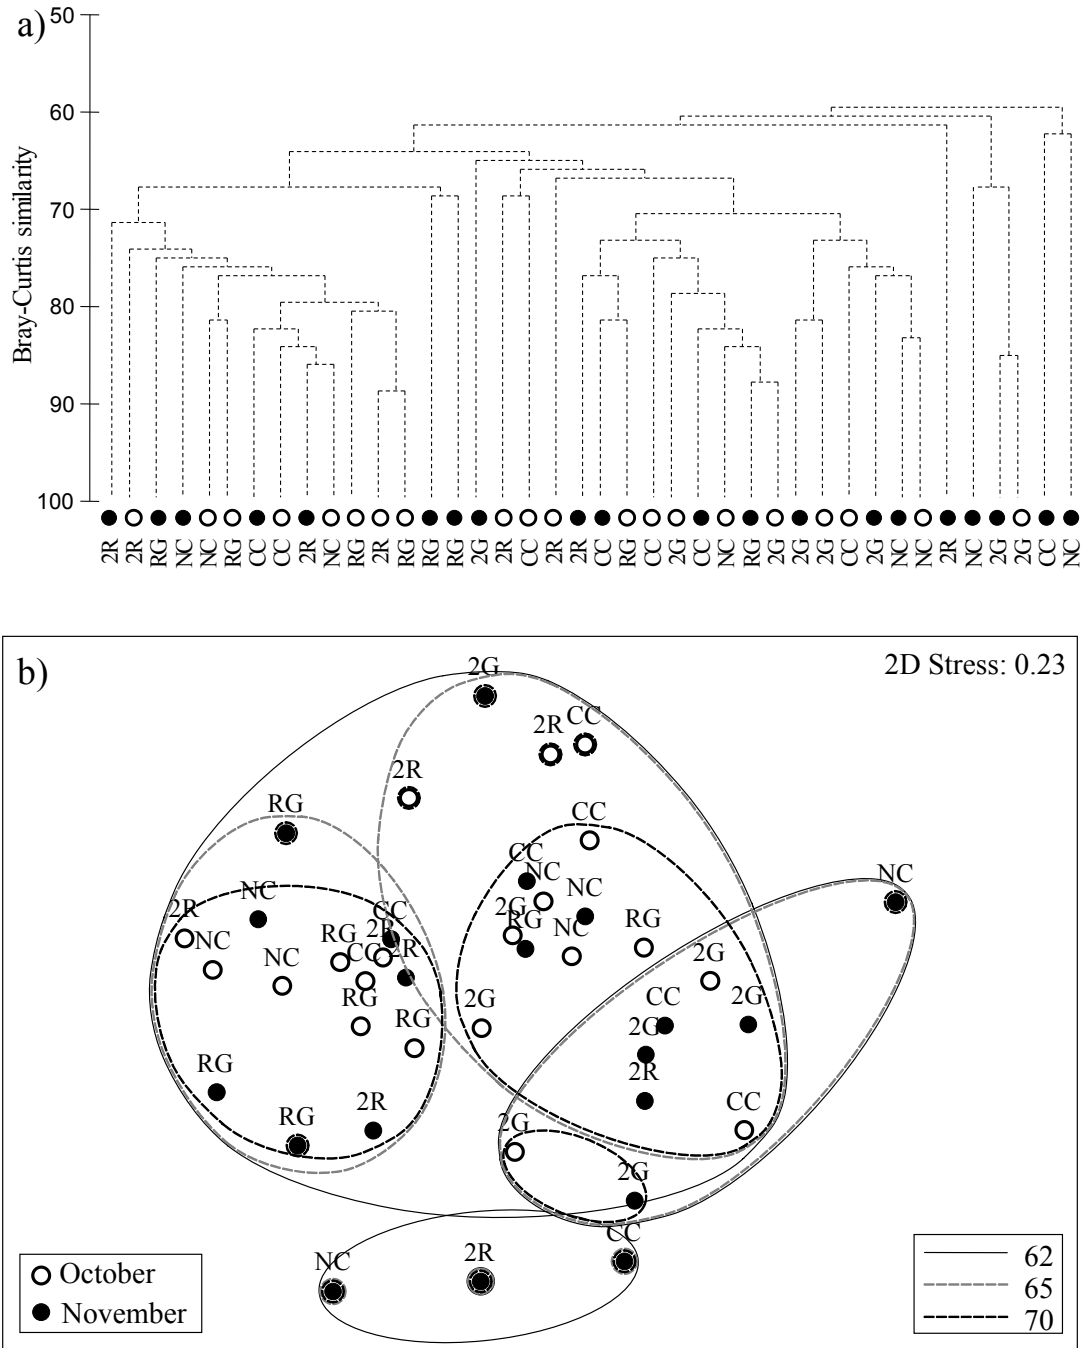 a)
50
60
70
80
90
100
Bray-Curtis similarity
2R 2R RG NC NC RG CC CC 2R NC RG 2R RG RG RG 2G 2R CC 2R 2R CC RG CC 2G CC NC RG 2G 2G 2G CC 2G NC NC 2R NC 2G 2G CC NC
b)
2D Stress: 0.23
2G
2R CC
2R
RG
CC
CC
NC
NC
NC
2R
NC
2G
RG
NC
RG
CC
2R
2R
RG
CC
NC
NC
2G
RG
2G
CC
2G
RG
2G
2R
RG
RG
2R
CC
2G
2G
CC
NC
2R
October
November
62
65
70